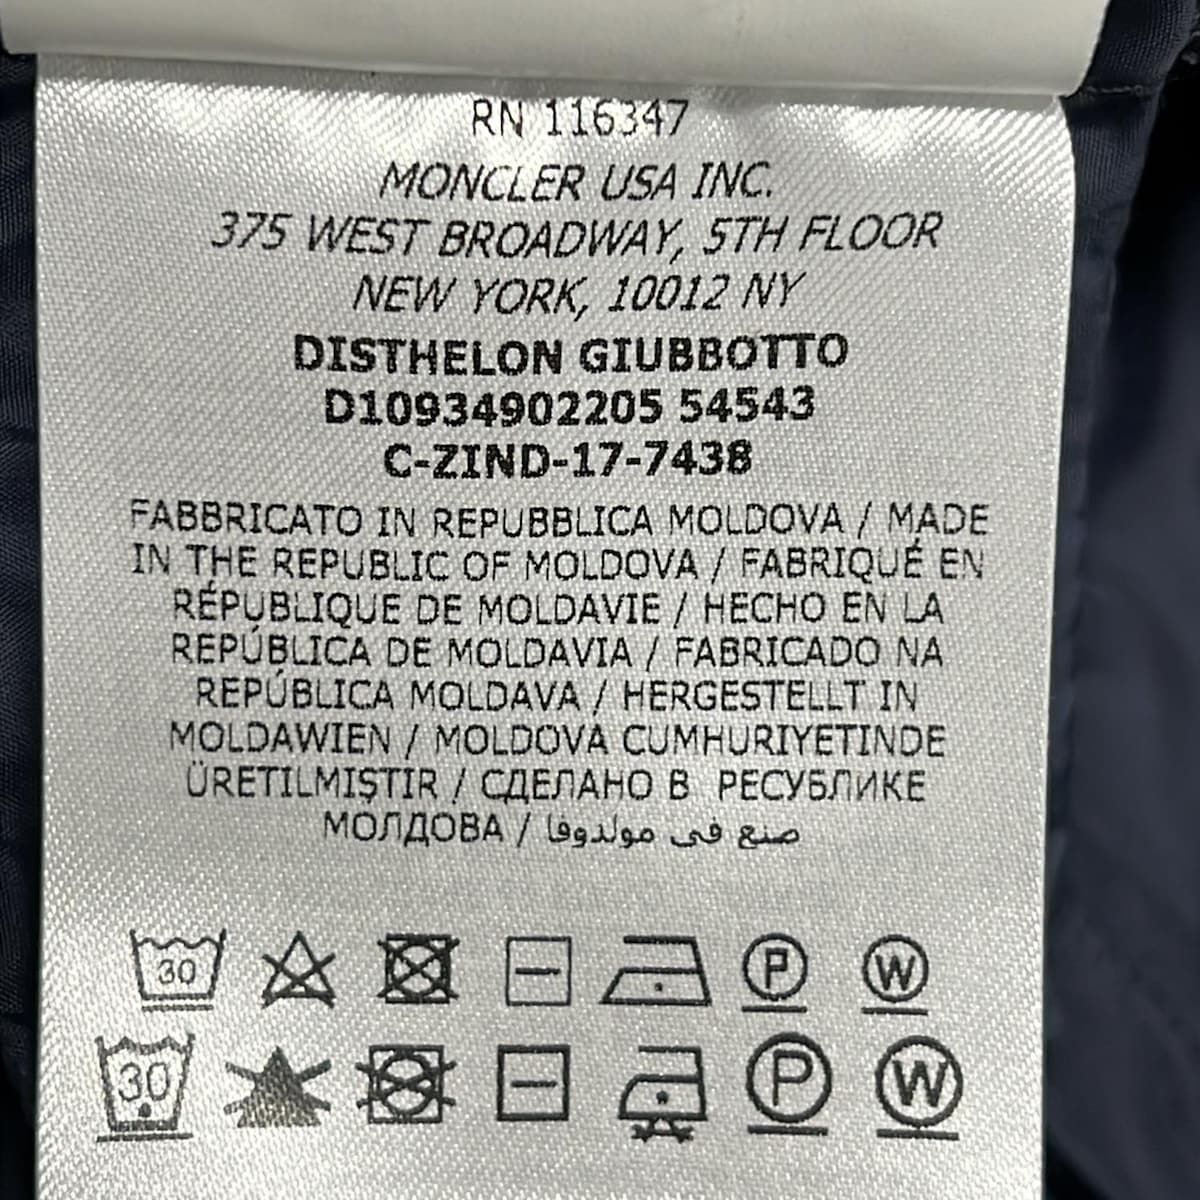 RN 116347
MONCLER USA INC.
375 WEST BROADWAY, 5TH FLOOR
NEW YORK, 10012 NY
DISTHELON GIUBBOTTO
D10934902205 54543
C-ZIND-17-7438
FABBRICATO IN REPUBBLICA MOLDOVA / MADE
IN THE REPUBLIC OF MOLDOVA / FABRIQUÉ EN
RÉPUBLIQUE DE MOLDAVIE / HECHO EN LA
REPÚBLICA DE MOLDAVIA / FABRICADO NA
REPÚBLICA MOLDAVA / HERGESTELLT IN
MOLDAWIEN / MOLDOVA CUMHURIYETINDE
ÜRETILMIŞTIR / СДЕЛАНО В РЕСУБЛИКЕ
МОЛДОВА / صنع في مولدوفا
30 P W
30 P W